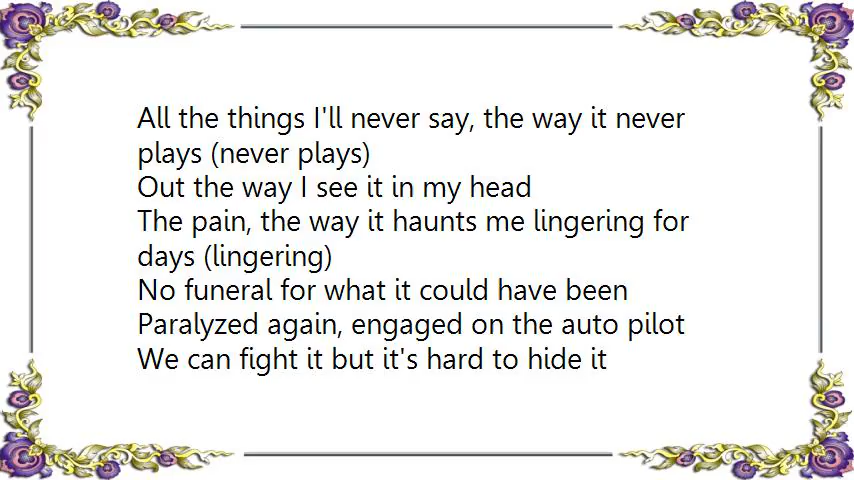 All the things I'll never say, the way it never
plays (never plays)
Out the way I see it in my head
The pain, the way it haunts me lingering for
days (lingering)
No funeral for what it could have been
Paralyzed again, engaged on the auto pilot
We can fight it but it's hard to hide it